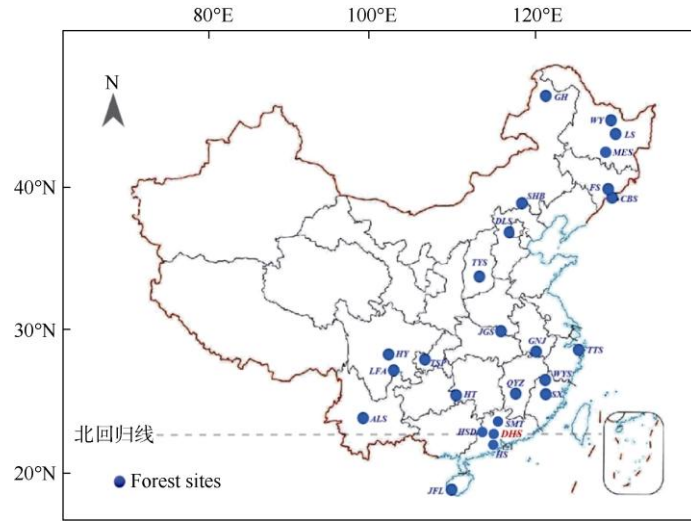 80°E
100°E
120°E
N
GH
WY
LS
MES
FS
CBS
40°N
SHB
DLS
TYS
30°N
JGS
GNJ
TTS
HY
TSP
LFA
WYS
HT
QYZ
SX
ALS
SMT
HSD
DHS
北回归线
HS
20°N
JFL
Forest sites